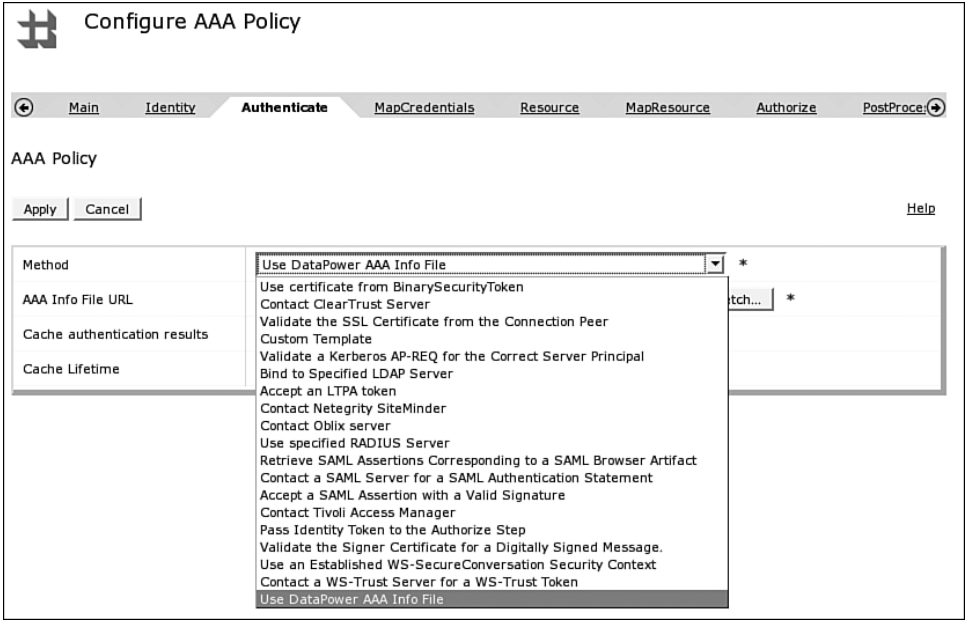 Configure AAA Policy
Main Identity Authenticate MapCredentials Resource MapResource Authorize PostProce
AAA Policy
Apply Cancel Help
Method Use DataPower AAA Info File *
Use certificate from BinarySecurityToken
AAA Info File URL Contact ClearTrust Server tch... *
Validate the SSL Certificate from the Connection Peer
Cache authentication results Custom Template
Validate a Kerberos AP-REQ for the Correct Server Principal
Cache Lifetime Bind to Specified LDAP Server
Accept an LTPA token
Contact Netegrity SiteMinder
Contact Oblix server
Use specified RADIUS Server
Retrieve SAML Assertions Corresponding to a SAML Browser Artifact
Contact a SAML Server for a SAML Authentication Statement
Accept a SAML Assertion with a Valid Signature
Contact Tivoli Access Manager
Pass Identity Token to the Authorize Step
Validate the Signer Certificate for a Digitally Signed Message.
Use an Established WS-SecureConversation Security Context
Contact a WS-Trust Server for a WS-Trust Token
Use DataPower AAA Info File